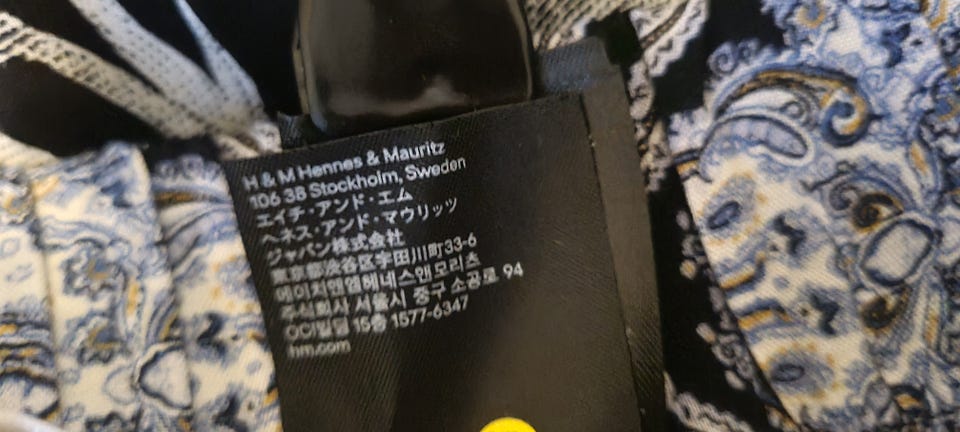 H & M Hennes & Mauritz
106 38 Stockholm, Sweden
エイチ・アンド・エム
ヘネス・アンド・マウリッツ
ジャパン株式会社
東京都渋谷区宇田川町33-6
에이치앤엠헤네스앤모리츠
주식회사 서울시 중구 소공로 94
OCI빌딩 15층 1577-6347
hm.com